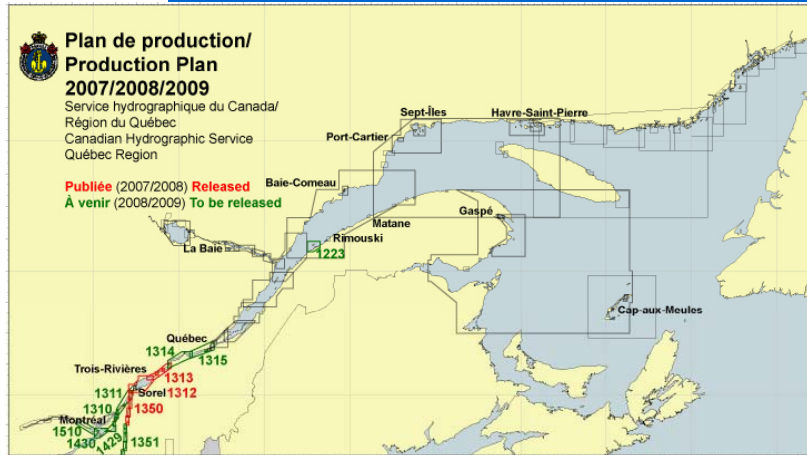 Plan de production/
Production Plan
2007/2008/2009
Service hydrographique du Canada/
Région du Québec
Canadian Hydrographic Service
Québec Region
Publiée (2007/2008) Released
À venir (2008/2009) To be released
Sept-Îles
Havre-Saint-Pierre
Port-Cartier
Baie-Comeau
Matane
Gaspé
Rimouski
La Baie
1223
Cap-aux-Meules
Québec
1314
1315
Trois-Rivières
1313
1311
Sorel 1312
1310
1350
Montréal
1510
1429
1430
1351